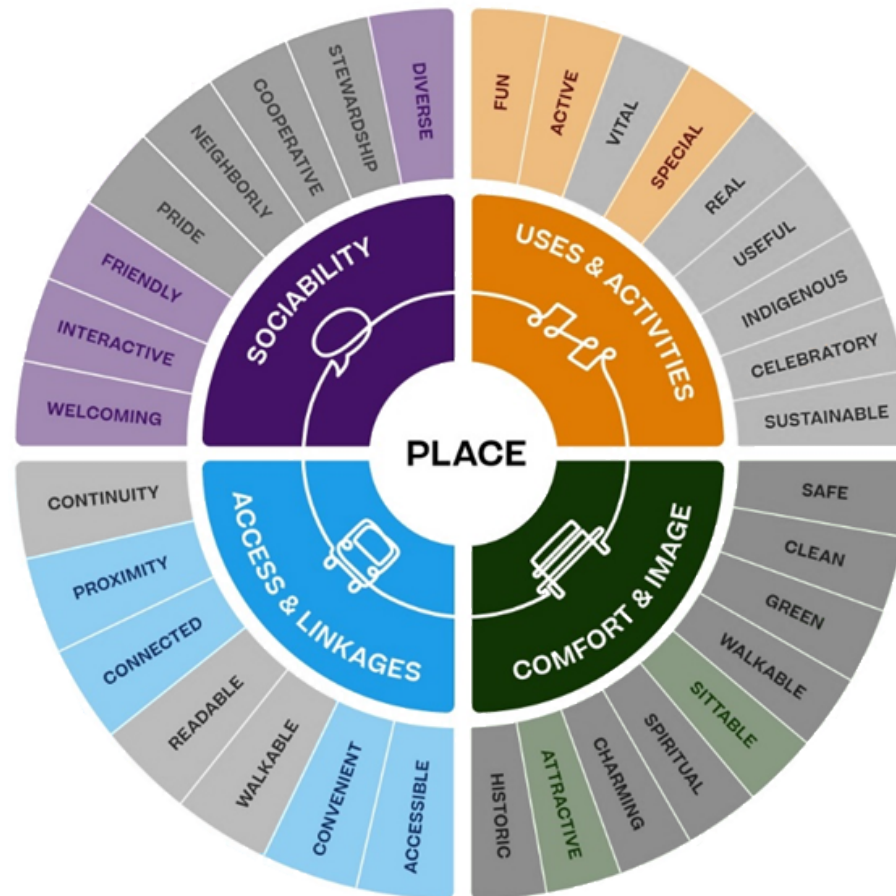 PLACE
SOCIABILITY
DIVERSE
STEWARDSHIP
COOPERATIVE
NEIGHBORLY
PRIDE
FRIENDLY
INTERACTIVE
WELCOMING
USES & ACTIVITIES
FUN
ACTIVE
VITAL
SPECIAL
REAL
USEFUL
INDIGENOUS
CELEBRATORY
SUSTAINABLE
COMFORT & IMAGE
SAFE
CLEAN
GREEN
WALKABLE
SITTABLE
SPIRITUAL
CHARMING
ATTRACTIVE
HISTORIC
ACCESS & LINKAGES
CONTINUITY
PROXIMITY
CONNECTED
READABLE
WALKABLE
CONVENIENT
ACCESSIBLE